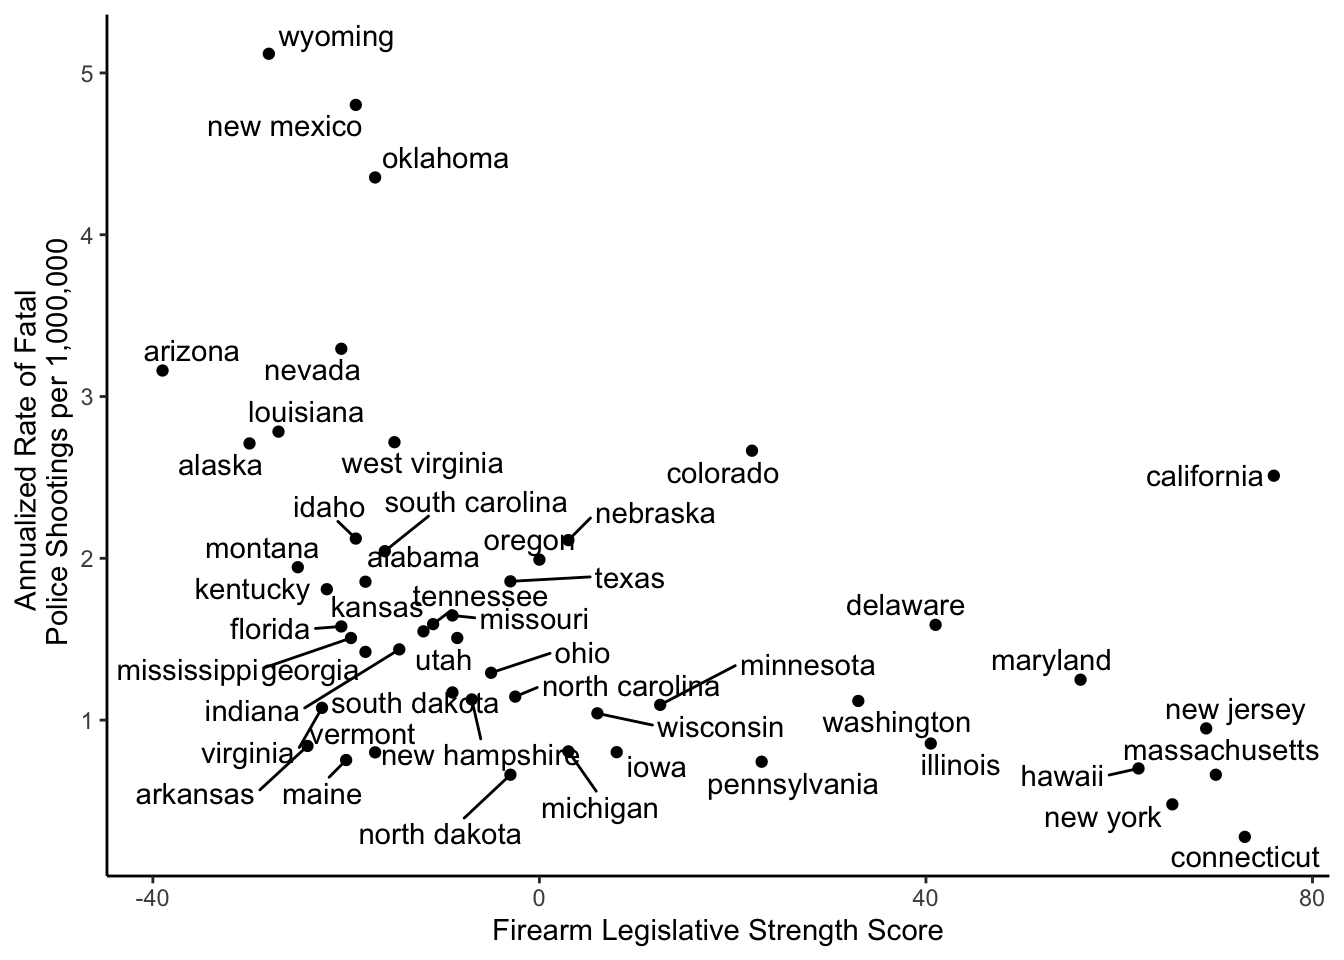 wyoming
5
new mexico
oklahoma
4
Annualized Rate of Fatal
Police Shootings per 1,000,000
arizona
nevada
3
louisiana
alaska
west virginia
colorado
california
idaho
south carolina
nebraska
montana
alabama
oregon
2
kentucky
texas
kansas
tennessee
delaware
florida
missouri
mississippi
georgia
utah
ohio
minnesota
maryland
indiana
south dakota
north carolina
1
new jersey
virginia
vermont
new hampshire
wisconsin
washington
massachusetts
arkansas
maine
iowa
pennsylvania
illinois
hawaii
michigan
new york
north dakota
connecticut
-40
0
40
80
Firearm Legislative Strength Score